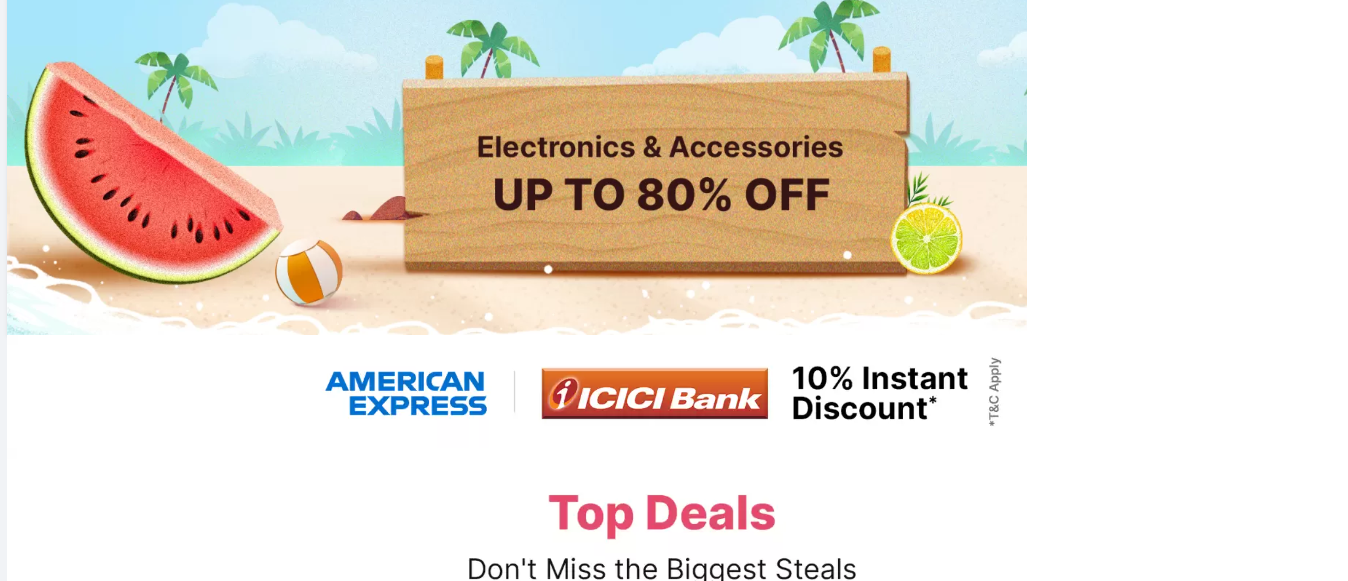 Electronics & Accessories
UP TO 80% OFF
AMERICAN
EXPRESS
i ICICI Bank
10% Instant
Discount*
*T&C Apply
Top Deals
Don't Miss the Biggest Steals